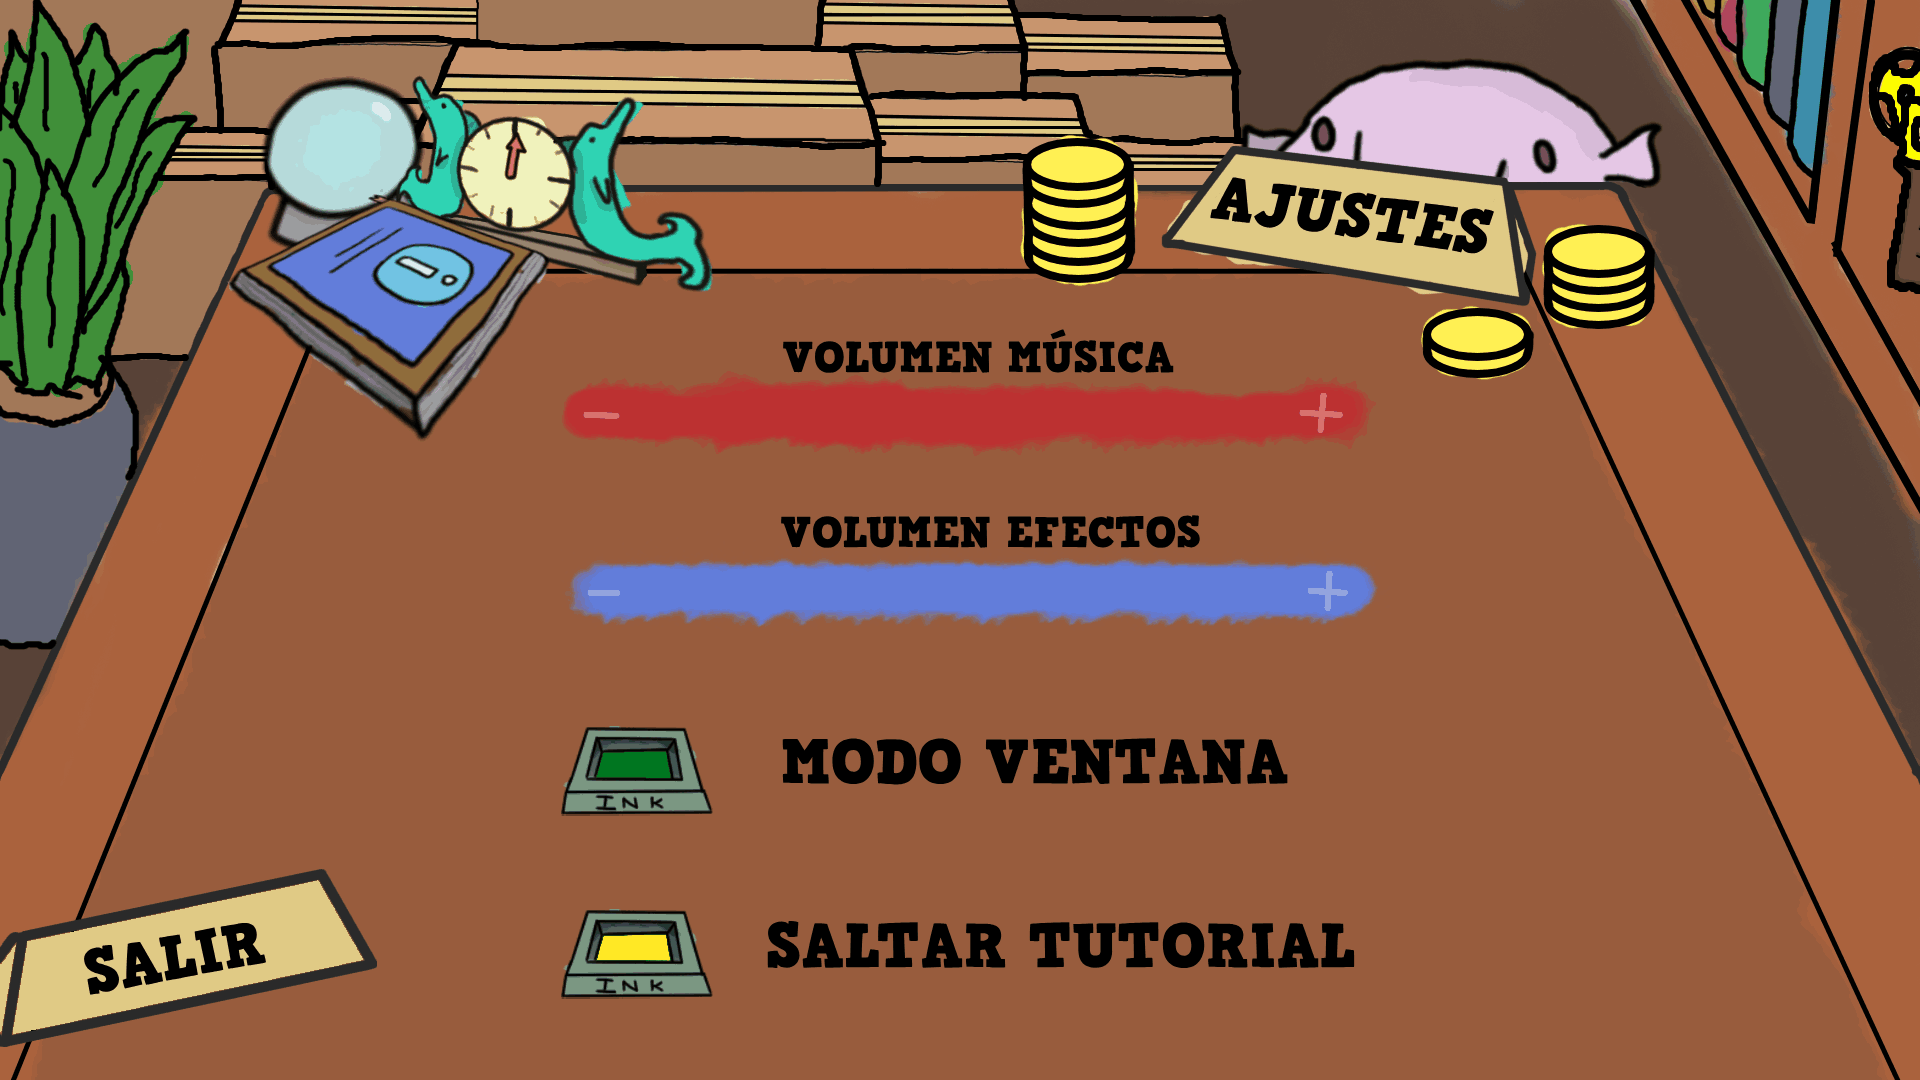 AJUSTES
VOLUMEN MÚSICA
VOLUMEN EFECTOS
MODO VENTANA
INK
SALTAR TUTORIAL
INK
SALIR